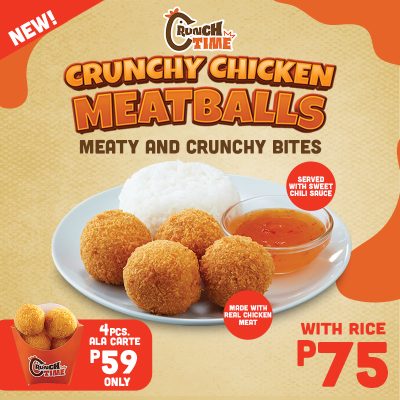 NEW!
CRUNCH
MY
TIME
CRUNCHY CHICKEN
MEATBALLS
MEATY AND CRUNCHY BITES
SERVED
WITH SWEET
CHILI SAUCE
MADE WITH
REAL CHICKEN
MEAT
4PCS.
ALA CARTE
P59
ONLY
CRUNCH
TIME
WITH RICE
P75